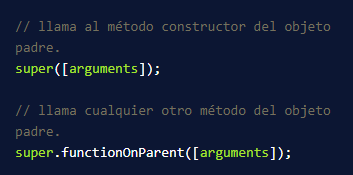 // llama al método constructor del objeto
padre.
super([arguments]);
// llama cualquier otro método del objeto
padre.
super.functionOnParent([arguments]);